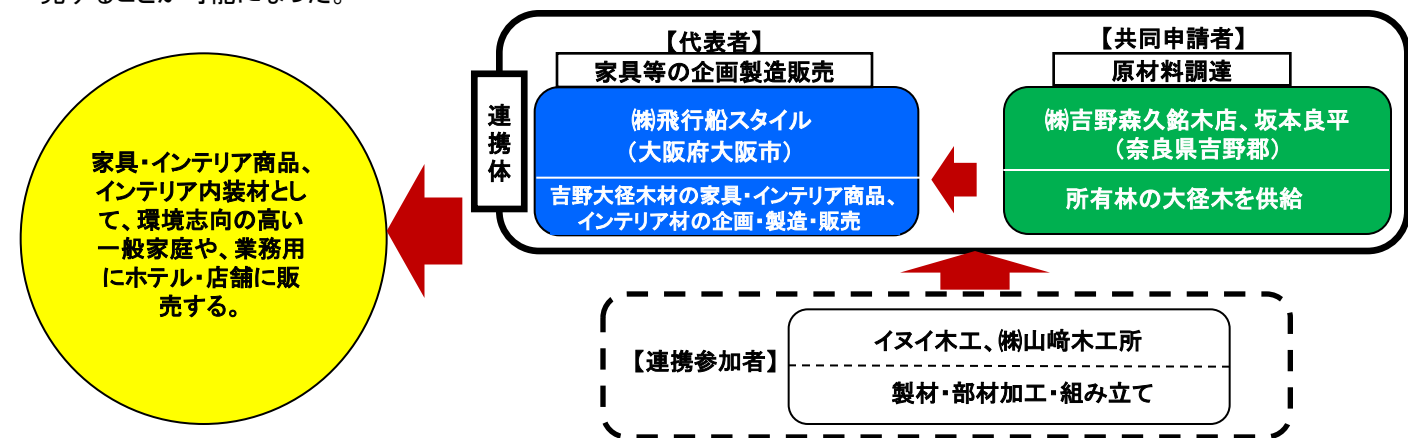 【代表者】
家具等の企画製造販売
【共同申請者】
原材料調達
連携体
㈱飛行船スタイル
（大阪府大阪市）
吉野大径木材の家具・インテリア商品、
インテリア材の企画・製造・販売
㈱吉野森久銘木店、坂本良平
（奈良県吉野郡）
所有林の大径木を供給
家具・インテリア商品、
インテリア内装材とし
て、環境志向の高い
一般家庭や、業務用
にホテル・店舗に販
売する。
【連携参加者】
イヌイ木工、㈱山﨑木工所
製材・部材加工・組み立て